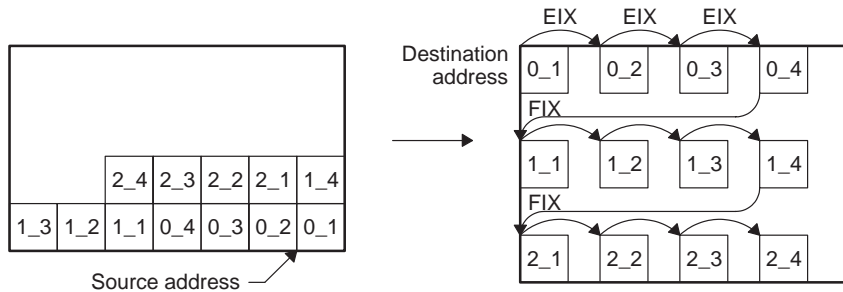 EIX EIX EIX
Destination address
0_1 0_2 0_3 0_4
FIX
2_4 2_3 2_2 2_1 1_4
1_1 1_2 1_3 1_4
1_3 1_2 1_1 0_4 0_3 0_2 0_1
FIX
2_1 2_2 2_3 2_4
Source address